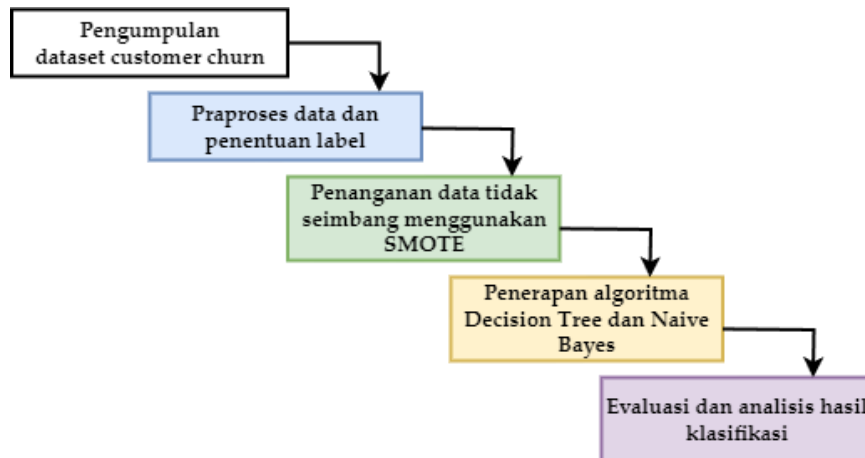 Pengumpulan
dataset customer churn
Praproses data dan
penentuan label
Penanganan data tidak
seimbang menggunakan
SMOTE
Penerapan algoritma
Decision Tree dan Naive
Bayes
Evaluasi dan analisis hasil
klasifikasi